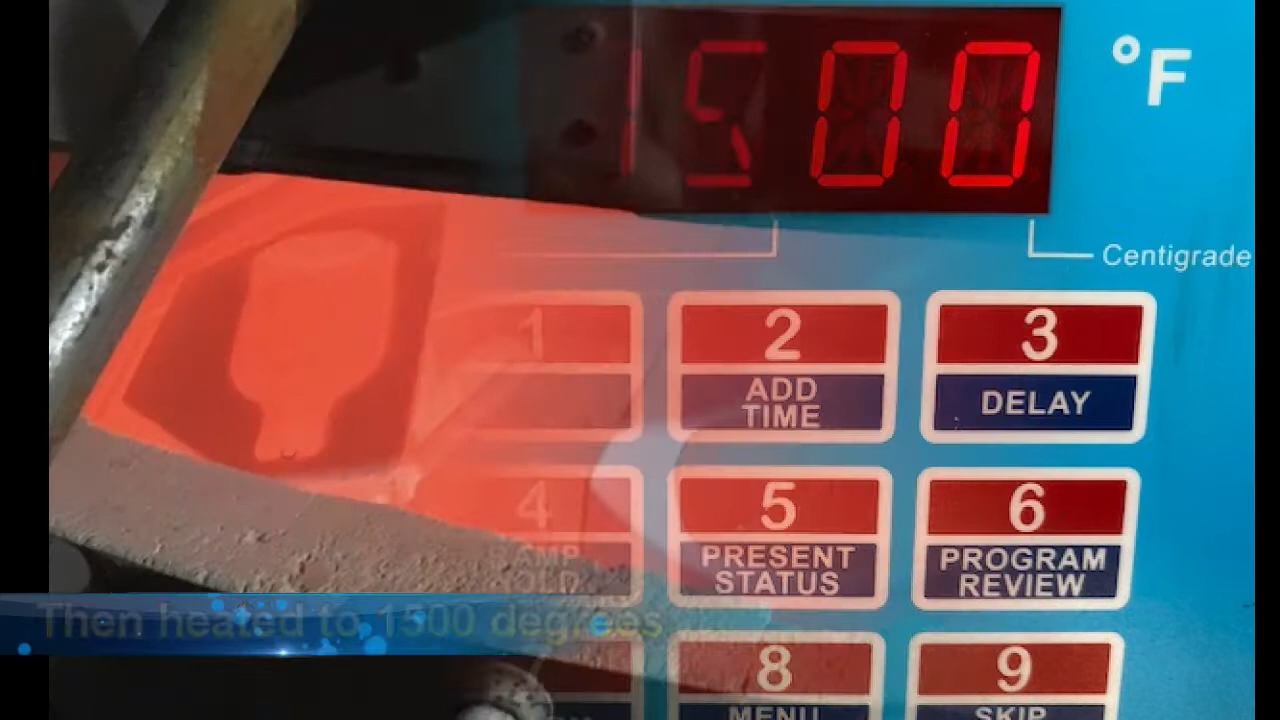 1500 °F
Centigrade
1 2 3
ADD
TIME
DELAY
4 5 6
RAMP
HOLD
PRESENT
STATUS
PROGRAM
REVIEW
Then heated to 1500 degrees
8 9
MENU SKIP